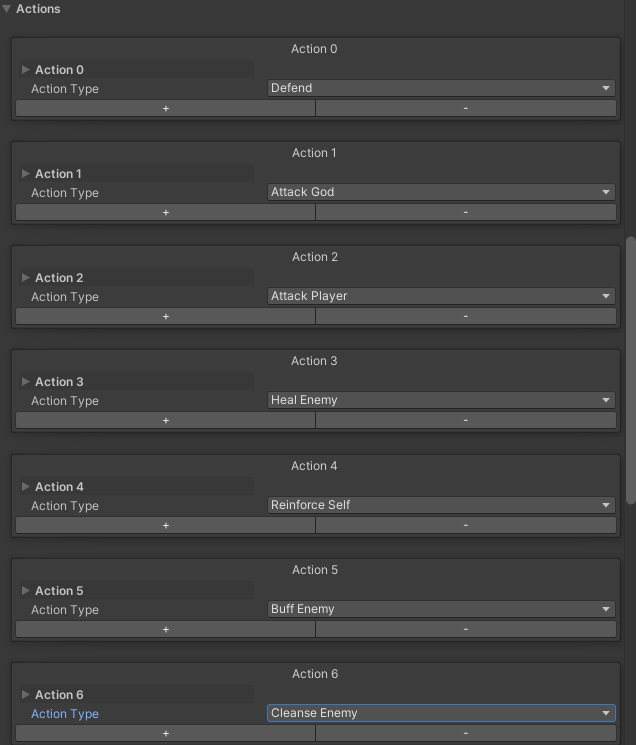 Actions
Action 0
Action 0
Action Type Defend
+ -
Action 1
Action 1
Action Type Attack God
+ -
Action 2
Action 2
Action Type Attack Player
+ -
Action 3
Action 3
Action Type Heal Enemy
+ -
Action 4
Action 4
Action Type Reinforce Self
+ -
Action 5
Action 5
Action Type Buff Enemy
+ -
Action 6
Action 6
Action Type Cleanse Enemy
+ -